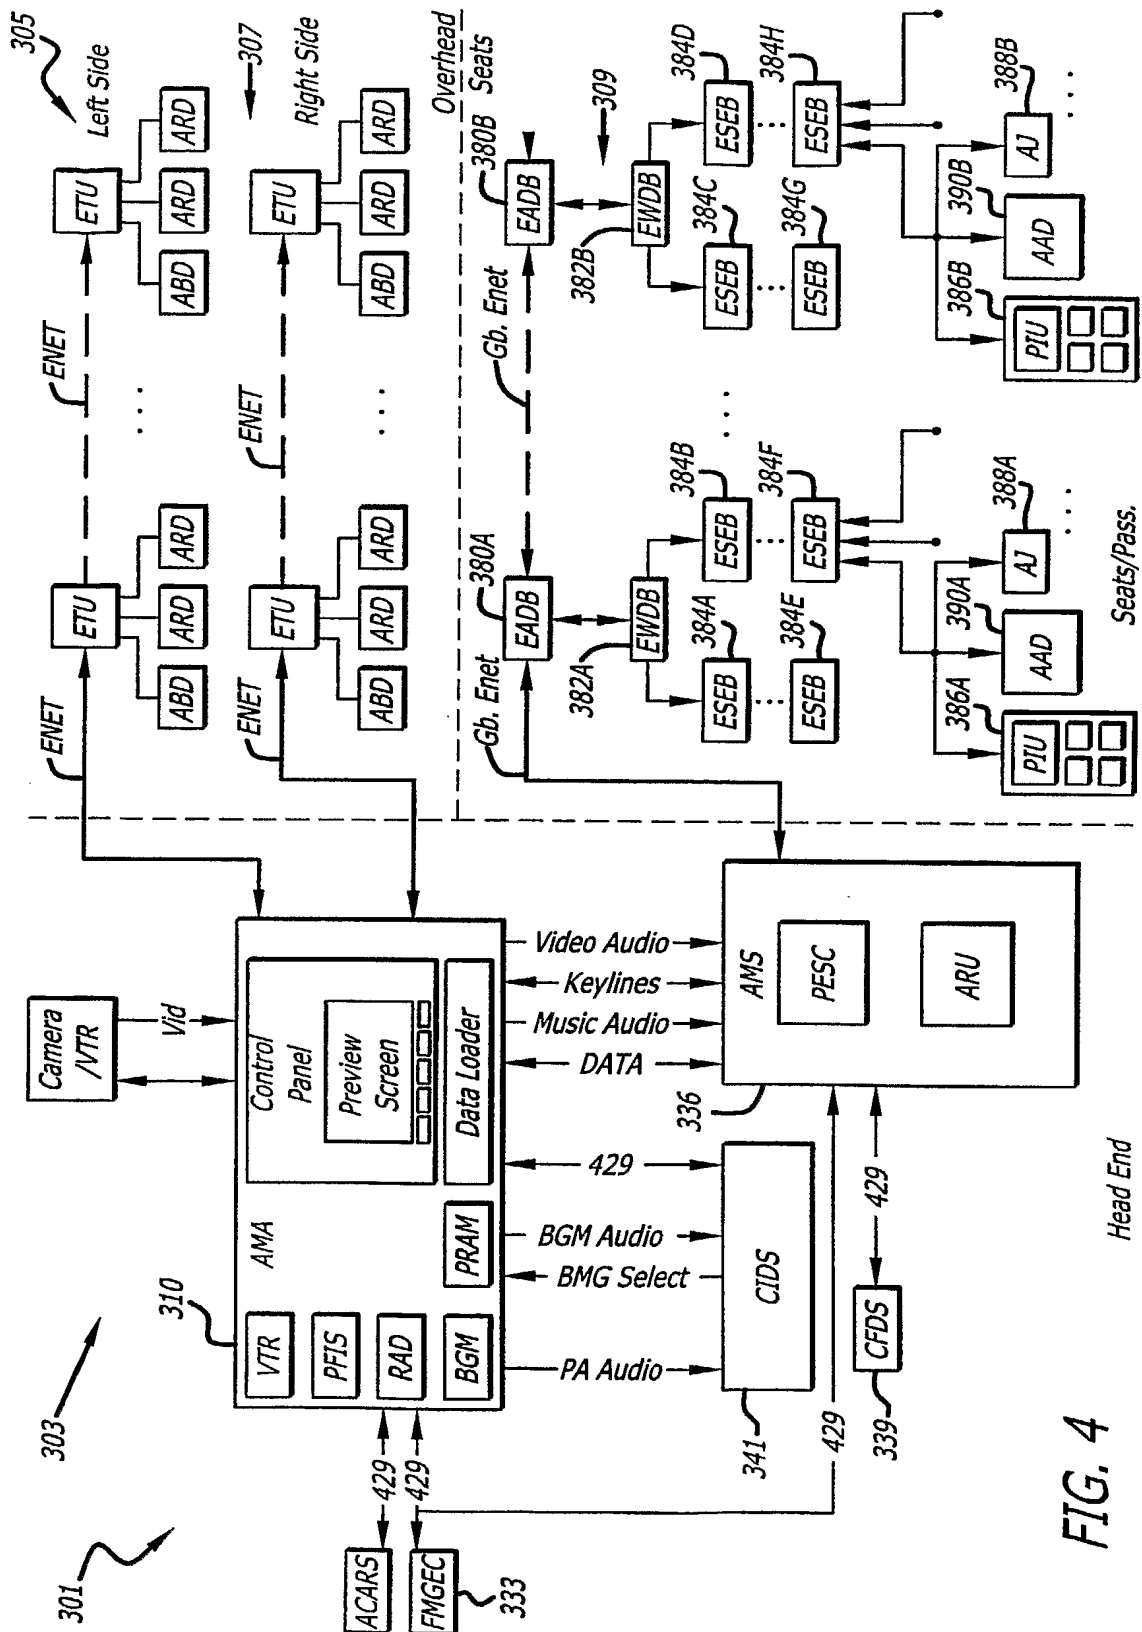 301
303
305
Left Side
307
Right Side
Overhead
Seats
309
ENET
ETU
ABD
ARD
ARD
ENET
ETU
ABD
ARD
ARD
ENET
ETU
ABD
ARD
ARD
ENET
ETU
ABD
ARD
ARD
...
...
Camera
/VTR
Vid
310
AMA
VTR
PFIS
RAD
BGM
PRAM
Control
Panel
Preview
Screen
Data Loader
ACARS
429
FMGEC
429
333
PA Audio
BMG Select
BGM Audio
429
DATA
Music Audio
Keylines
Video Audio
CIDS
341
AMS
PESC
ARU
336
429
429
CFDS
339
Gb. Enet
EADB
380A
Gb. Enet
EADB
380B
EWDB
382A
EWDB
382B
ESEB
384A
ESEB
384B
...
ESEB
384C
ESEB
384D
...
...
...
...
ESEB
384E
ESEB
384F
ESEB
384G
ESEB
384H
PIU
386A
AAD
390A
AJ
388A
...
PIU
386B
AAD
390B
AJ
388B
...
Head End
Seats/Pass.
FIG. 4